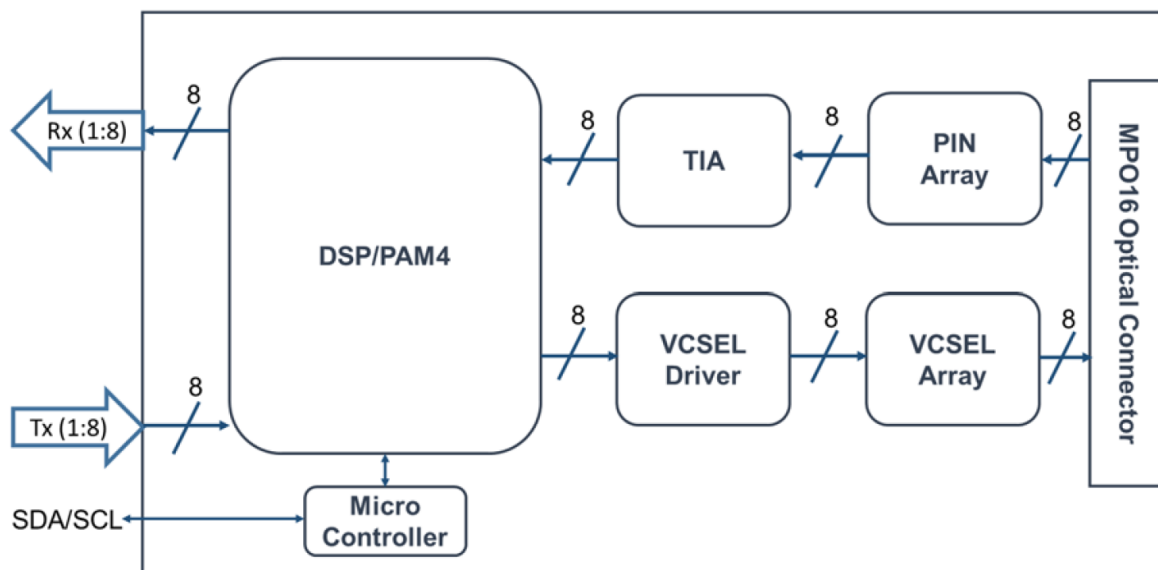 8
Rx (1:8)
8
TIA
8
PIN
Array
8
MPO16 Optical Connector
DSP/PAM4
8
VCSEL
Driver
8
VCSEL
Array
8
8
Tx (1:8)
SDA/SCL
Micro
Controller